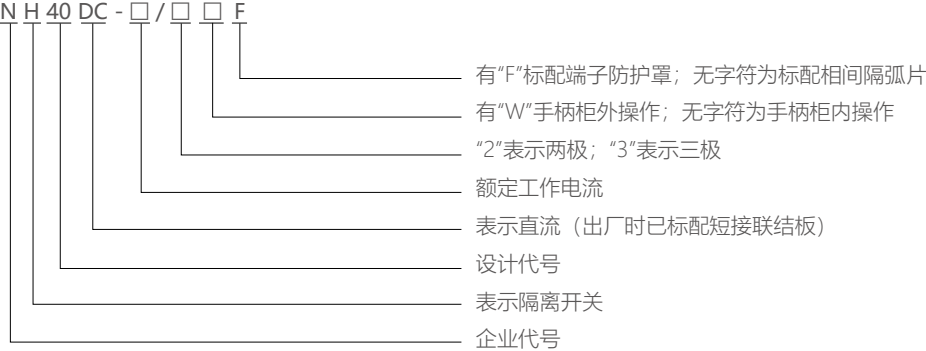 N H 40 DC - □ / □ □ F
有“F”标配端子防护罩；无字符为标配相间隔弧片
有“W”手柄柜外操作；无字符为手柄柜内操作
“2”表示两极；“3”表示三极
额定工作电流
表示直流（出厂时已标配短接联结板）
设计代号
表示隔离开关
企业代号